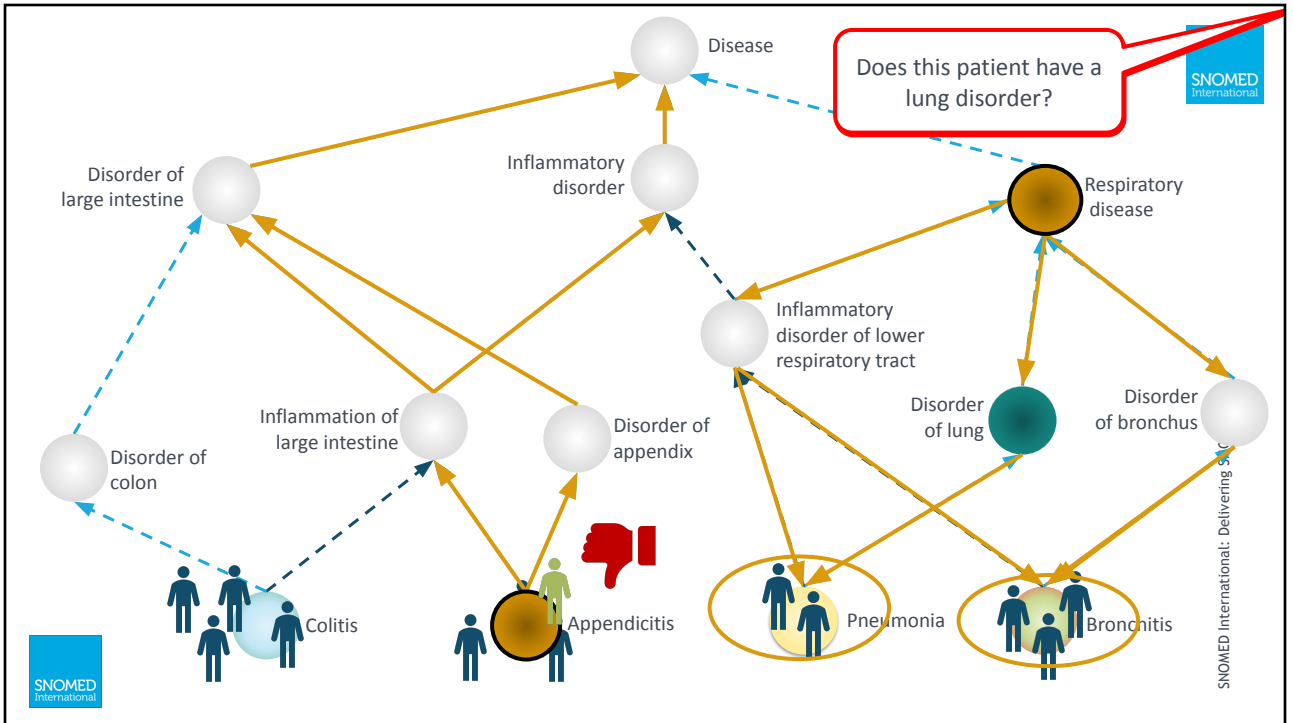 Disease
Does this patient have a
lung disorder?
SNOMED
International
Disorder of
large intestine
Inflammatory
disorder
Respiratory
disease
Inflammatory
disorder of lower
respiratory tract
Inflammation of
large intestine
Disorder of
appendix
Disorder
of lung
Disorder
of bronchus
Disorder of
colon
Colitis
Appendicitis
Pneumonia
Bronchitis
SNOMED International: Delivering
SNOMED
International